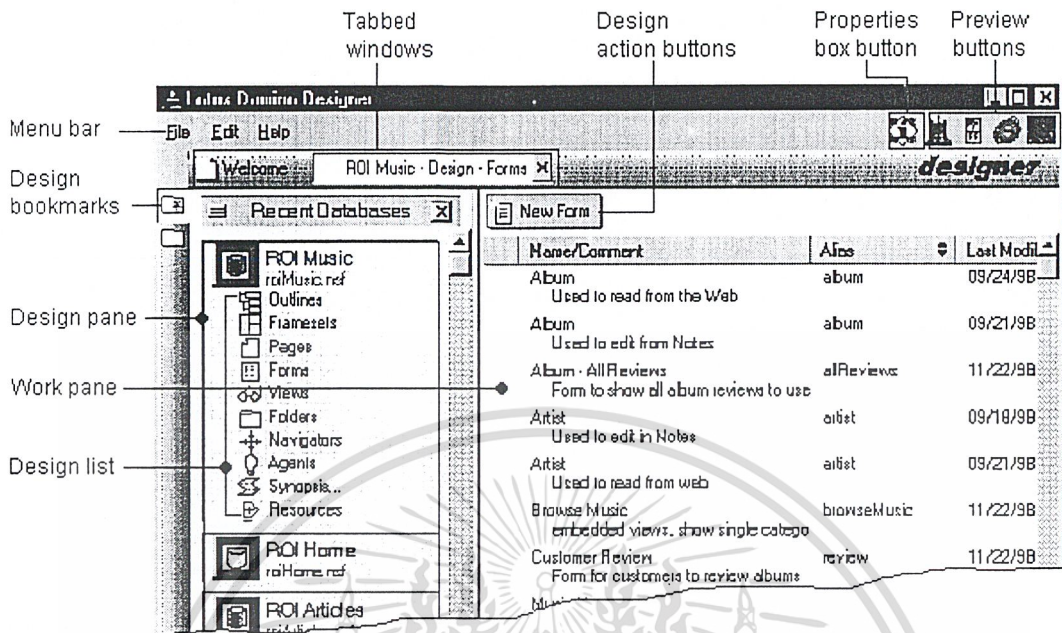 Tabbed windows
Design action buttons
Properties box button
Preview buttons
Lotus Domino Designer
Menu bar
File Edit Help
Welcome
ROI Music - Design - Forms
designer
Design bookmarks
Recent Databases
New Form
Name/Comment Alias Last Modif
ROI Music
roiMusic.nsf
Outlines
Framesets
Pages
Forms
Views
Folders
Navigators
Agents
Synopsis...
Resources
Design pane
Work pane
Design list
ROI Home
roiHome.nsf
ROI Articles
Album album 09/24/98
Used to read from the Web
Album album 09/21/98
Used to edit from Notes
Album - All Reviews allReviews 11/22/98
Form to show all album reviews to use
Artist artist 09/18/98
Used to edit in Notes
Artist artist 09/21/98
Used to read from web
Browse Music browseMusic 11/22/98
embedded views, show single catego
Customer Review review 11/22/98
Form for customers to review albums